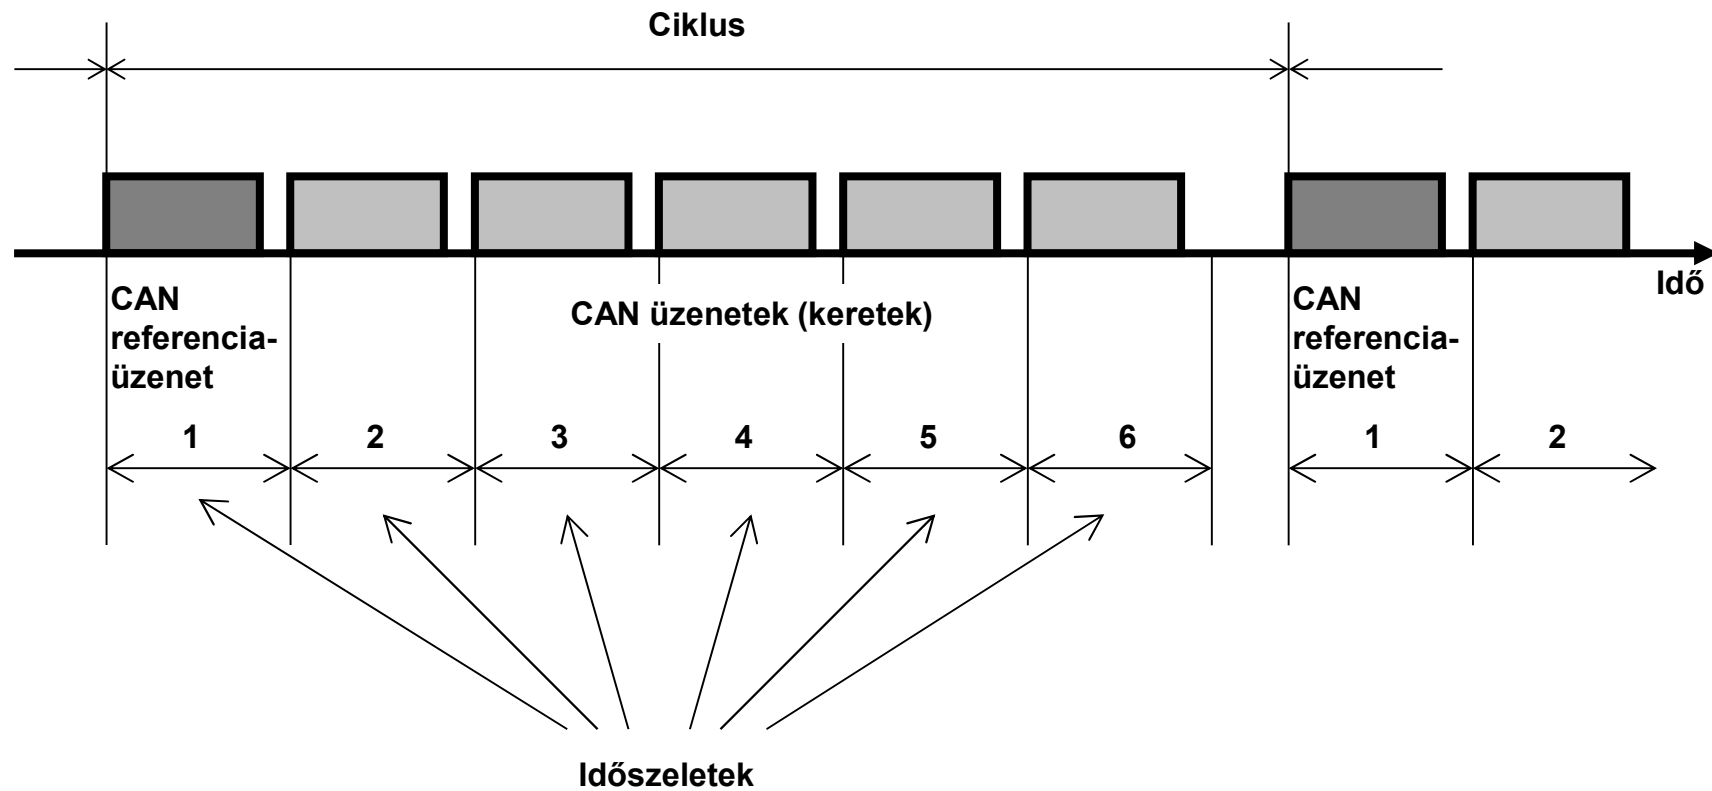 Ciklus
Idő
CAN
referencia-
üzenet
CAN üzenetek (keretek)
CAN
referencia-
üzenet
1 2 3 4 5 6 1 2
Időszeletek